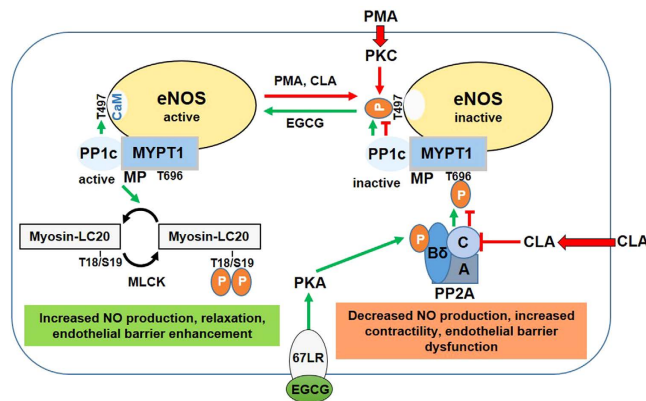 PMA
PKC
T497
CaM
eNOS
active
PMA, CLA
EGCG
P
T497
eNOS
inactive
PP1c
MYPT1
active
MP
T696
PP1c
MYPT1
inactive
MP
T696
P
Myosin-LC20
Myosin-LC20
T18/S19
T18/S19
P P
MLCK
P
Bδ
C
A
PP2A
CLA
CLA
PKA
Increased NO production, relaxation,
endothelial barrier enhancement
Decreased NO production, increased
contractility, endothelial barrier
dysfunction
67LR
EGCG